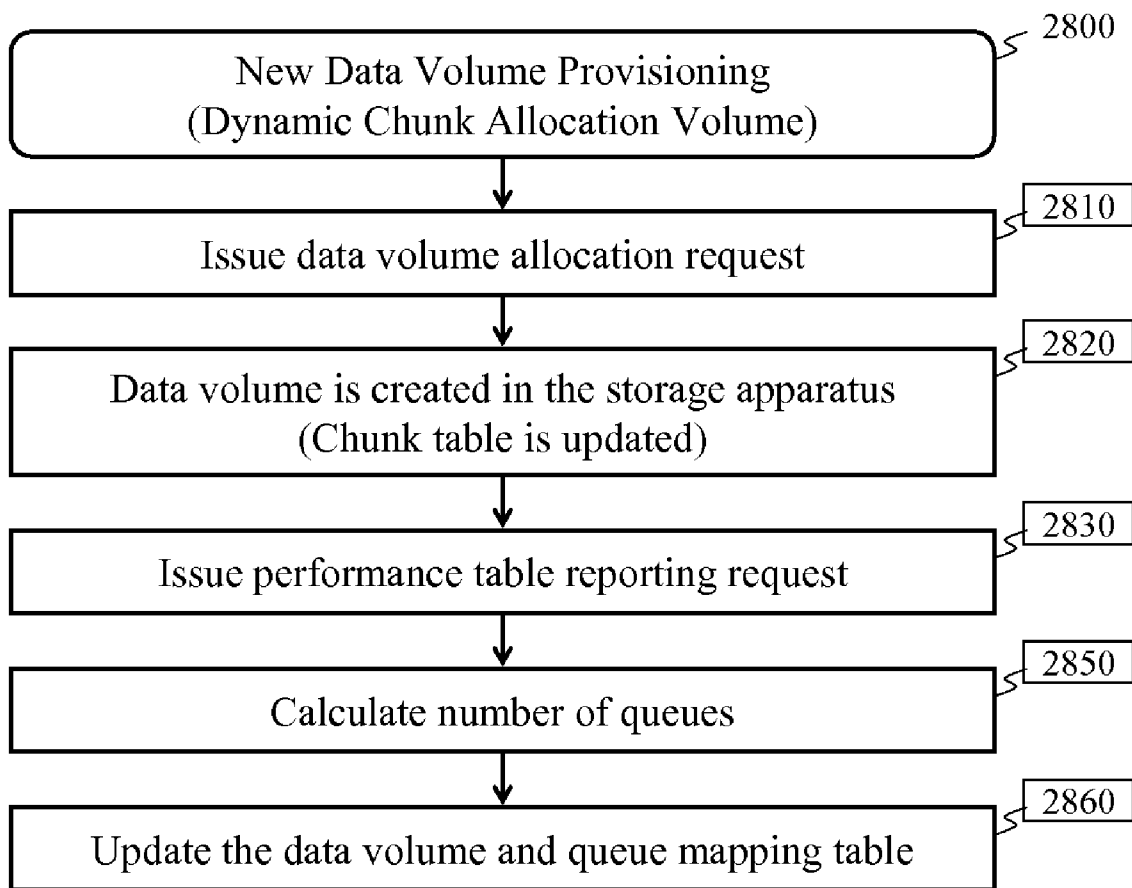 2800
New Data Volume Provisioning
(Dynamic Chunk Allocation Volume)
2810
Issue data volume allocation request
2820
Data volume is created in the storage apparatus
(Chunk table is updated)
2830
Issue performance table reporting request
2850
Calculate number of queues
2860
Update the data volume and queue mapping table